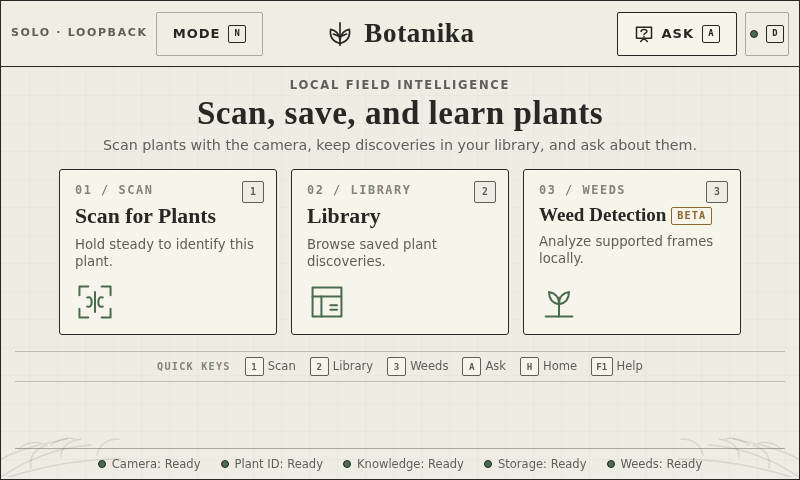 SOLO · LOOPBACK
MODE N
Botanika
ASK A
D
LOCAL FIELD INTELLIGENCE
Scan, save, and learn plants
Scan plants with the camera, keep discoveries in your library, and ask about them.
01 / SCAN
1
Scan for Plants
Hold steady to identify this
plant.
02 / LIBRARY
2
Library
Browse saved plant
discoveries.
03 / WEEDS
3
Weed Detection BETA
Analyze supported frames
locally.
QUICK KEYS 1 Scan 2 Library 3 Weeds A Ask H Home F1 Help
Camera: Ready Plant ID: Ready Knowledge: Ready Storage: Ready Weeds: Ready